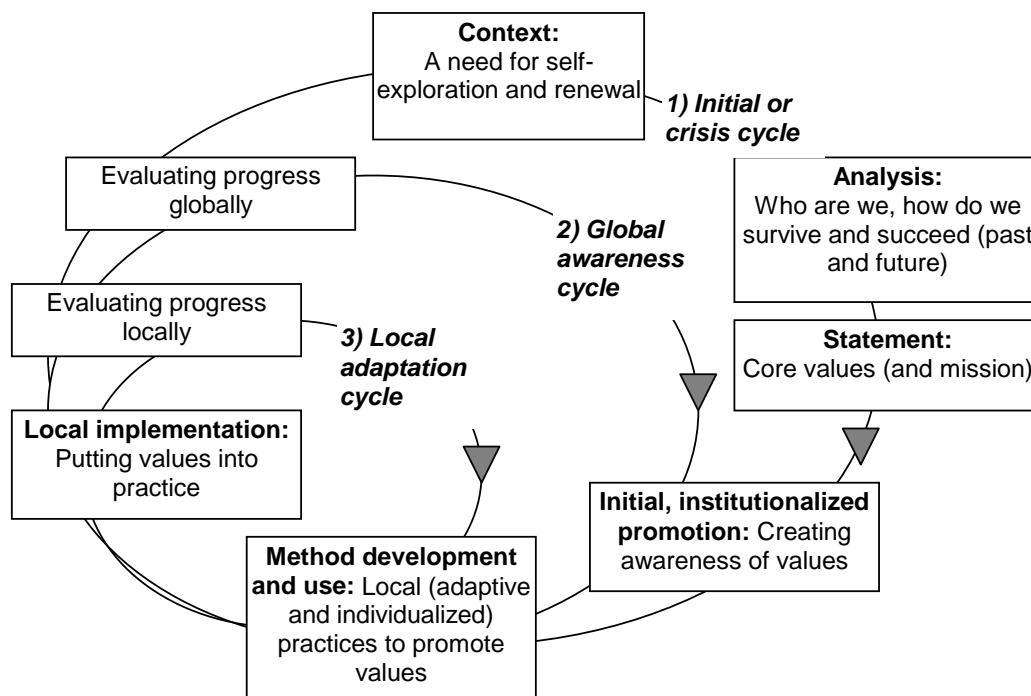 Context:
A need for self-
exploration and renewal
1) Initial or
crisis cycle
Evaluating progress
globally
Analysis:
Who are we, how do we
survive and succeed (past
and future)
2) Global
awareness
cycle
Evaluating progress
locally
3) Local
adaptation
cycle
Statement:
Core values (and mission)
Local implementation:
Putting values into
practice
Initial, institutionalized
promotion: Creating
awareness of values
Method development
and use: Local (adaptive
and individualized)
practices to promote
values